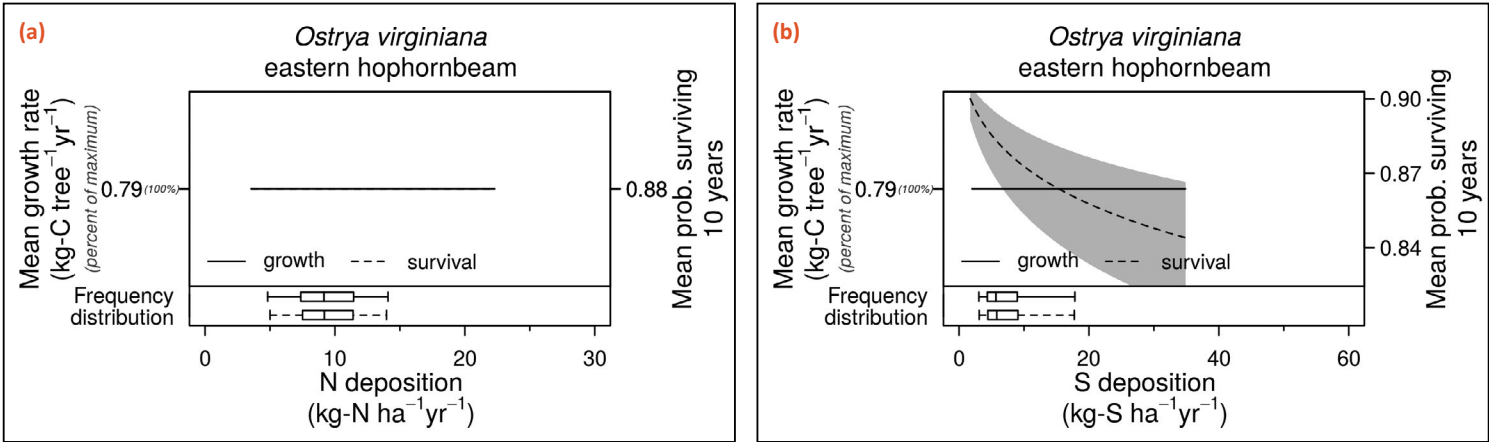 (a)
Ostrya virginiana
eastern hophornbeam
Mean growth rate
(kg-C tree⁻¹yr⁻¹)
(percent of maximum)
0.79 (100%)
0.88
Mean prob. surviving
10 years
growth
survival
Frequency
distribution
0 10 20 30
N deposition
(kg-N ha⁻¹yr⁻¹)
(b)
Ostrya virginiana
eastern hophornbeam
Mean growth rate
(kg-C tree⁻¹yr⁻¹)
(percent of maximum)
0.79 (100%)
0.90
0.87
0.84
Mean prob. surviving
10 years
growth
survival
Frequency
distribution
0 20 40 60
S deposition
(kg-S ha⁻¹yr⁻¹)